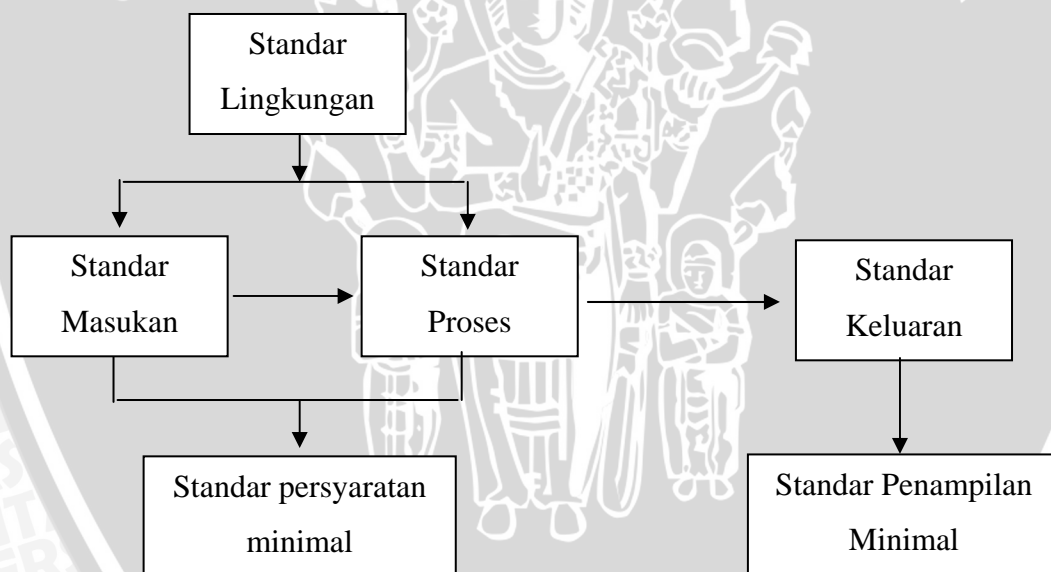 Standar
Lingkungan
Standar
Masukan
Standar
Proses
Standar
Keluaran
Standar persyaratan
minimal
Standar Penampilan
Minimal